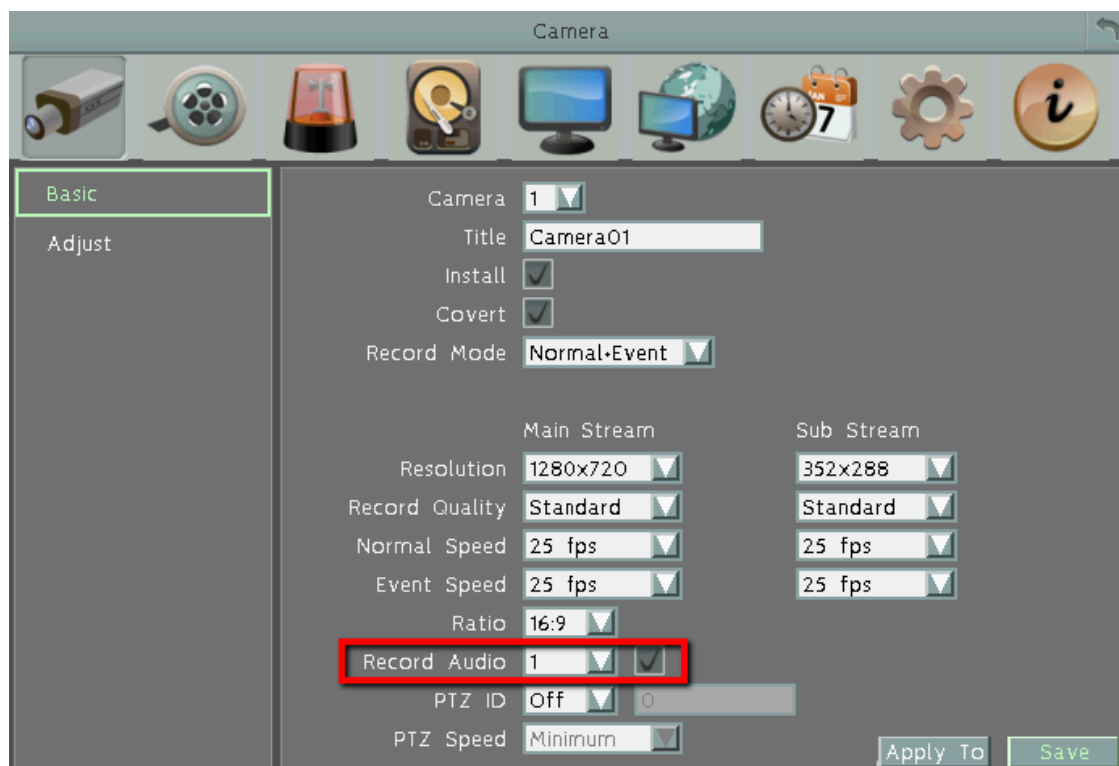 Camera
JAN
7
i
Basic
Adjust
Camera 1
Title Camera01
Install
Covert
Record Mode Normal+Event
Main Stream Sub Stream
Resolution 1280x720 352x288
Record Quality Standard Standard
Normal Speed 25 fps 25 fps
Event Speed 25 fps 25 fps
Ratio 16:9
Record Audio 1
PTZ ID Off 0
PTZ Speed Minimum
Apply To Save